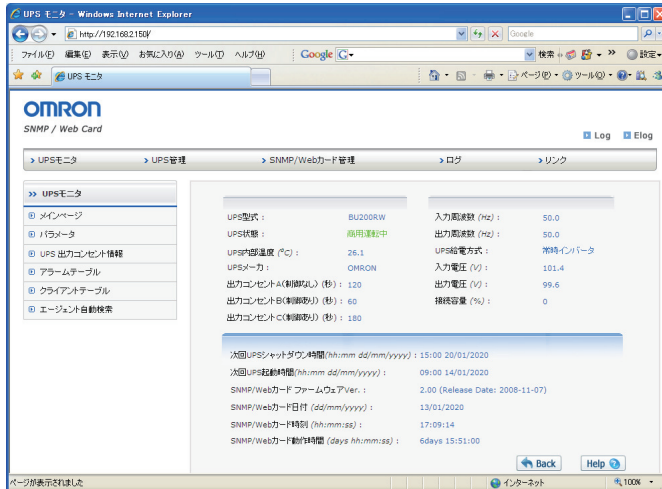 UPS モニタ - Windows Internet Explorer
http://192.168.2.150/
Google
ファイル(F) 編集(E) 表示(V) お気に入り(A) ツール(T) ヘルプ(H) Google G 検索 設定
UPS モニタ ページ(P) ツール(O)
OMRON
SNMP / Web Card
Log Elog
UPSモニタ UPS管理 SNMP/Webカード管理 ログ リンク
UPSモニタ
メインページ
パラメータ
UPS 出力コンセント情報
アラームテーブル
クライアントテーブル
エージェント自動検索
UPS型式 : BU200RW
UPS状態 : 商用運転中
UPS内部温度 (°C) : 26.1
UPSメーカ : OMRON
出力コンセントA(制御なし) (秒) : 120
出力コンセントB(制御あり) (秒) : 60
出力コンセントC(制御あり) (秒) : 180
入力周波数 (Hz) : 50.0
出力周波数 (Hz) : 50.0
UPS給電方式 : 常時インバータ
入力電圧 (V) : 101.4
出力電圧 (V) : 99.6
接続容量 (%) : 0
次回UPSシャットダウン時間(hh:mm dd/mm/yyyy) : 15:00 20/01/2020
次回UPS起動時間(hh:mm dd/mm/yyyy) : 09:00 14/01/2020
SNMP/Webカード ファームウェアVer. : 2.00 (Release Date: 2008-11-07)
SNMP/Webカード日付 (dd/mm/yyyy) : 13/01/2020
SNMP/Webカード時刻 (hh:mm:ss) : 17:09:14
SNMP/Webカード動作時間 (days hh:mm:ss) : 6days 15:51:00
Back Help
ページが表示されました インターネット 100%